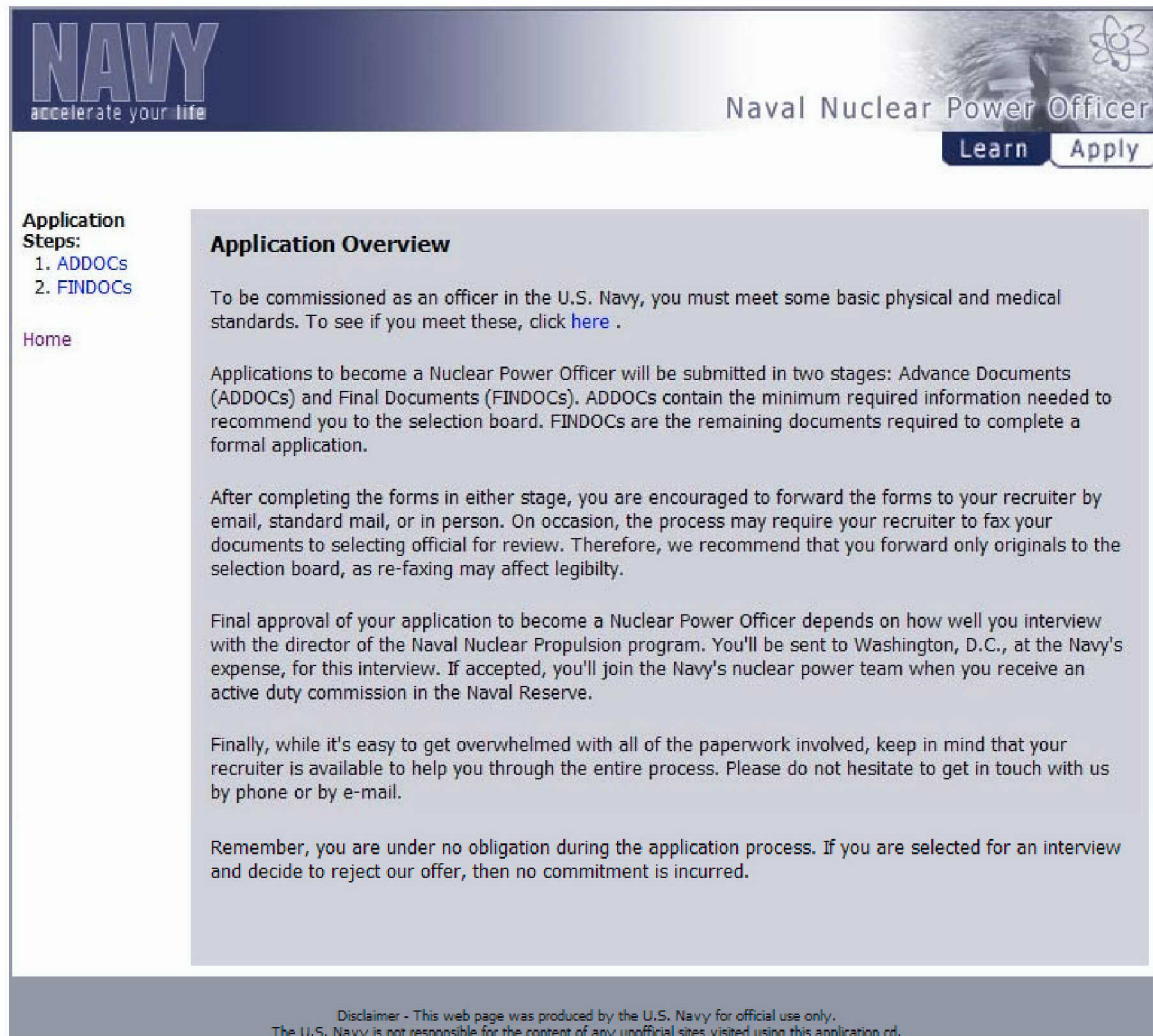 NAVY
accelerate your life
Naval Nuclear Power Officer
Learn Apply
Application
Steps:
1. ADDOCs
2. FINDOCs
Home
Application Overview
To be commissioned as an officer in the U.S. Navy, you must meet some basic physical and medical
standards. To see if you meet these, click here .
Applications to become a Nuclear Power Officer will be submitted in two stages: Advance Documents
(ADDOCs) and Final Documents (FINDOCs). ADDOCs contain the minimum required information needed to
recommend you to the selection board. FINDOCs are the remaining documents required to complete a
formal application.
After completing the forms in either stage, you are encouraged to forward the forms to your recruiter by
email, standard mail, or in person. On occasion, the process may require your recruiter to fax your
documents to selecting official for review. Therefore, we recommend that you forward only originals to the
selection board, as re-faxing may affect legibilty.
Final approval of your application to become a Nuclear Power Officer depends on how well you interview
with the director of the Naval Nuclear Propulsion program. You'll be sent to Washington, D.C., at the Navy's
expense, for this interview. If accepted, you'll join the Navy's nuclear power team when you receive an
active duty commission in the Naval Reserve.
Finally, while it's easy to get overwhelmed with all of the paperwork involved, keep in mind that your
recruiter is available to help you through the entire process. Please do not hesitate to get in touch with us
by phone or by e-mail.
Remember, you are under no obligation during the application process. If you are selected for an interview
and decide to reject our offer, then no commitment is incurred.
Disclaimer - This web page was produced by the U.S. Navy for official use only.
The U.S. Navy is not responsible for the content of any unofficial sites visited using this application cd.